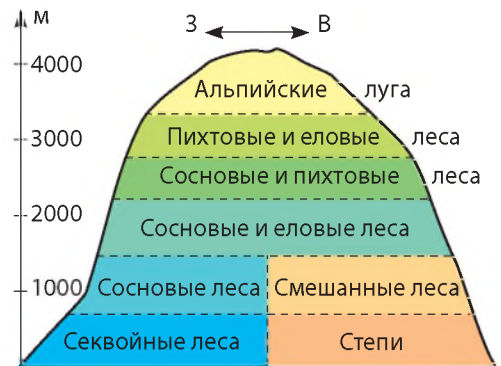 м
З В
4000
Альпийские луга
3000
Пихтовые и еловые леса
Сосновые и пихтовые леса
2000
Сосновые и еловые леса
1000
Сосновые леса Смешанные леса
Секвойные леса Степи